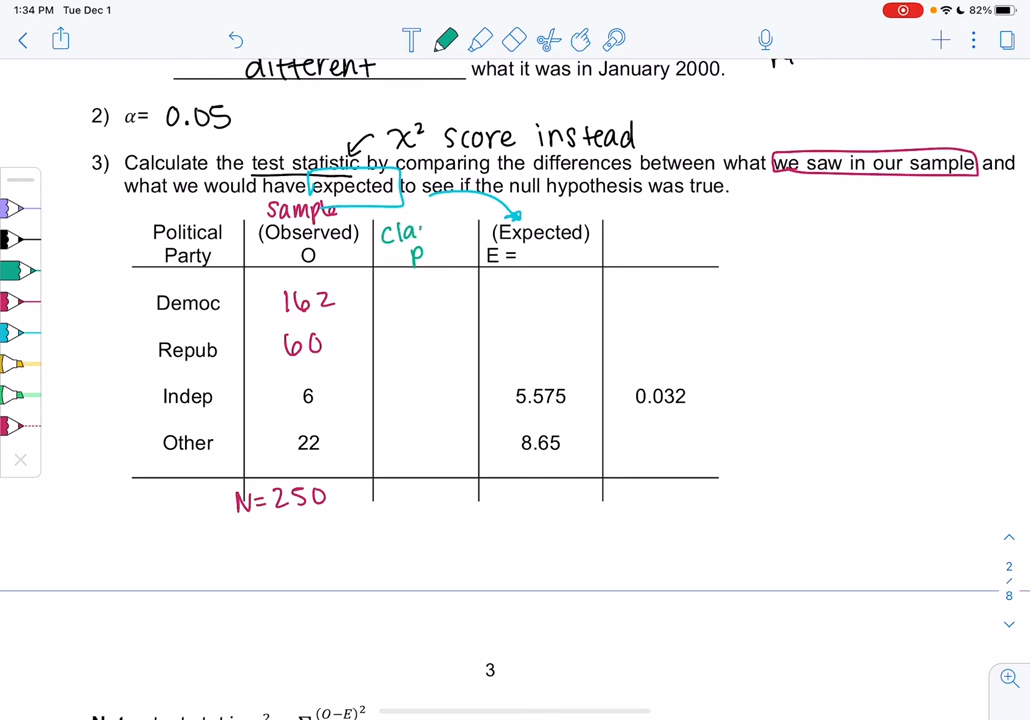 1:34 PM Tue Dec 1
82%
different what it was in January 2000.
2) α= 0.05
x² score instead
3) Calculate the test statistic by comparing the differences between what we saw in our sample and
what we would have expected to see if the null hypothesis was true.
sample
Political Party (Observed) O clai p (Expected) E =
Democ 162
Repub 60
Indep 6 5.575 0.032
Other 22 8.65
N=250
2 / 8
3
(O−E)²